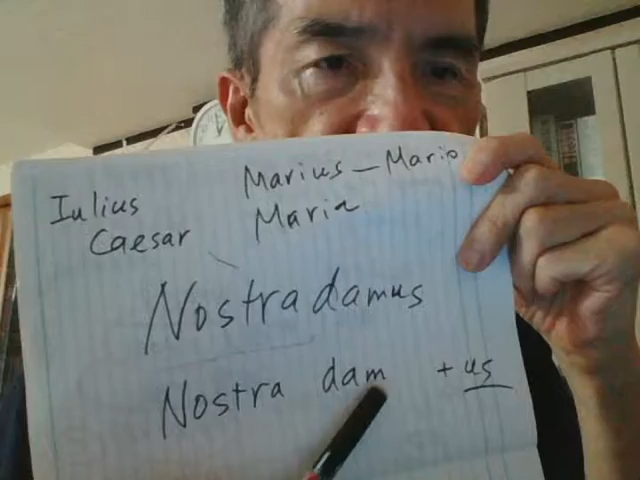 Marius – Mario
Iulius
Maria
Caesar
Nostradamus
Nostra dam + us